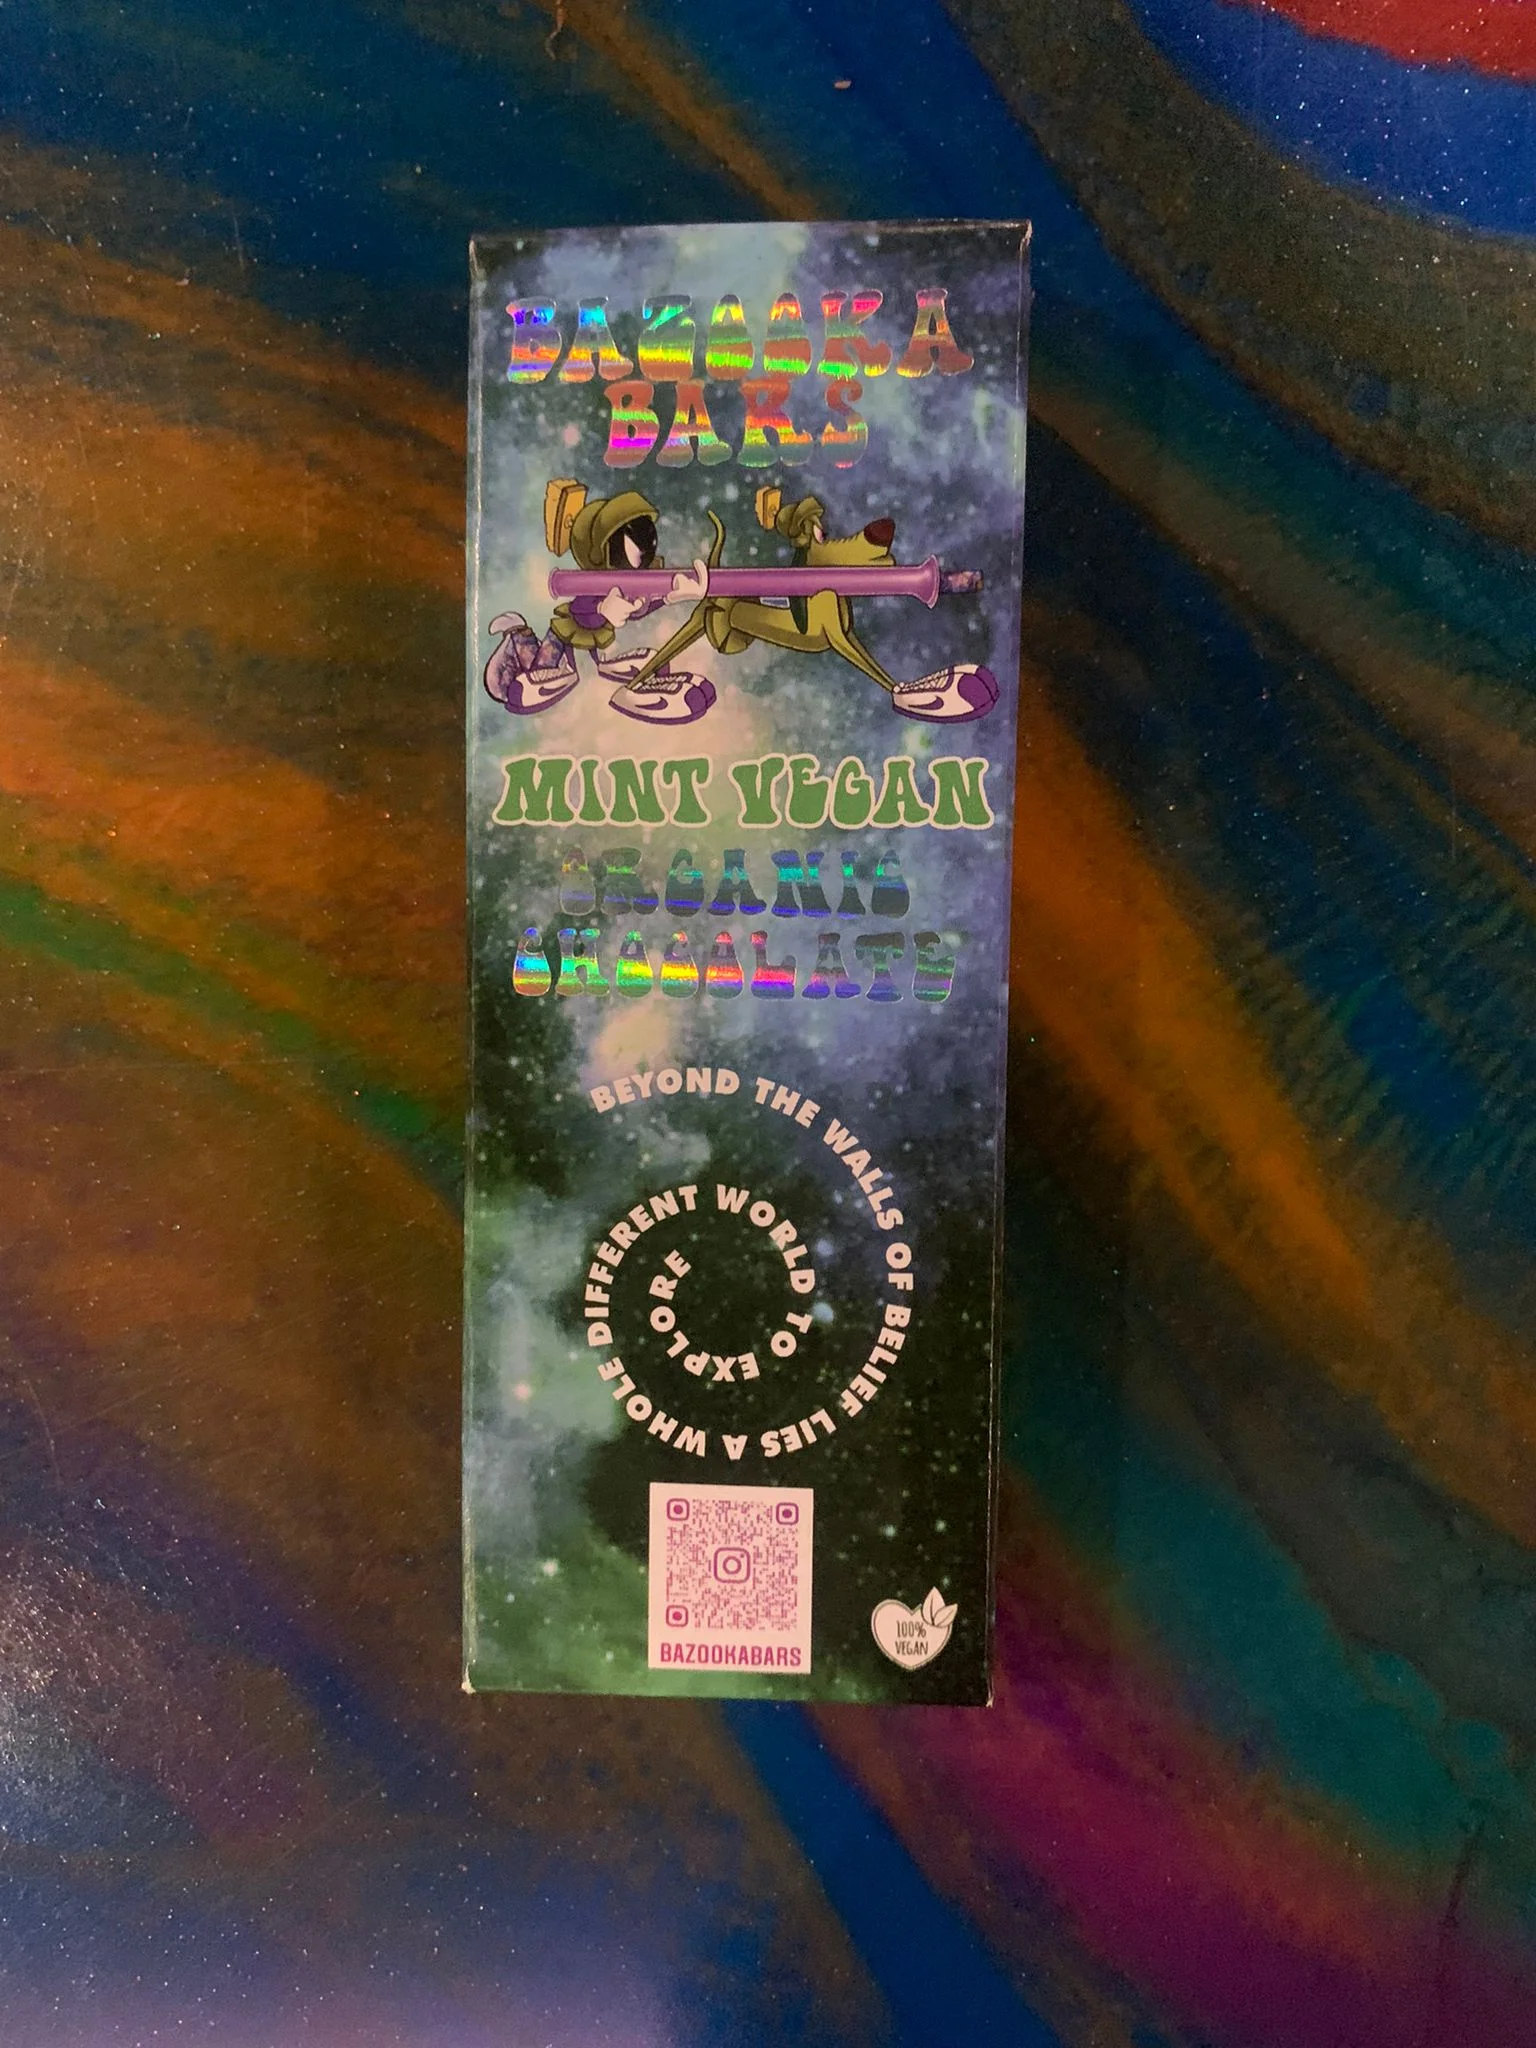 BAZOOKA
BARS
MINT VEGAN
ORGANIC
CHOCOLATE
BEYOND THE WALLS OF BELIEF LIES A WHOLE DIFFERENT WORLD TO EXPLORE
BAZOOKABARS
100%
VEGAN